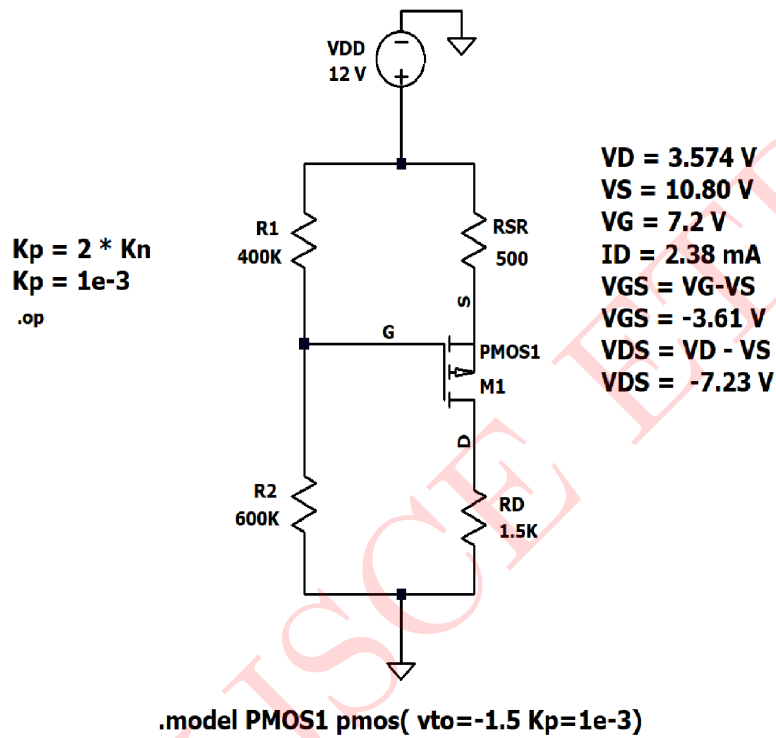 VDD
12 V
R1
400K
RSR
500
Kp = 2 * Kn
Kp = 1e-3
.op
S
G
PMOS1
M1
D
R2
600K
RD
1.5K
VD = 3.574 V
VS = 10.80 V
VG = 7.2 V
ID = 2.38 mA
VGS = VG-VS
VGS = -3.61 V
VDS = VD - VS
VDS = -7.23 V
.model PMOS1 pmos( vto=-1.5 Kp=1e-3)